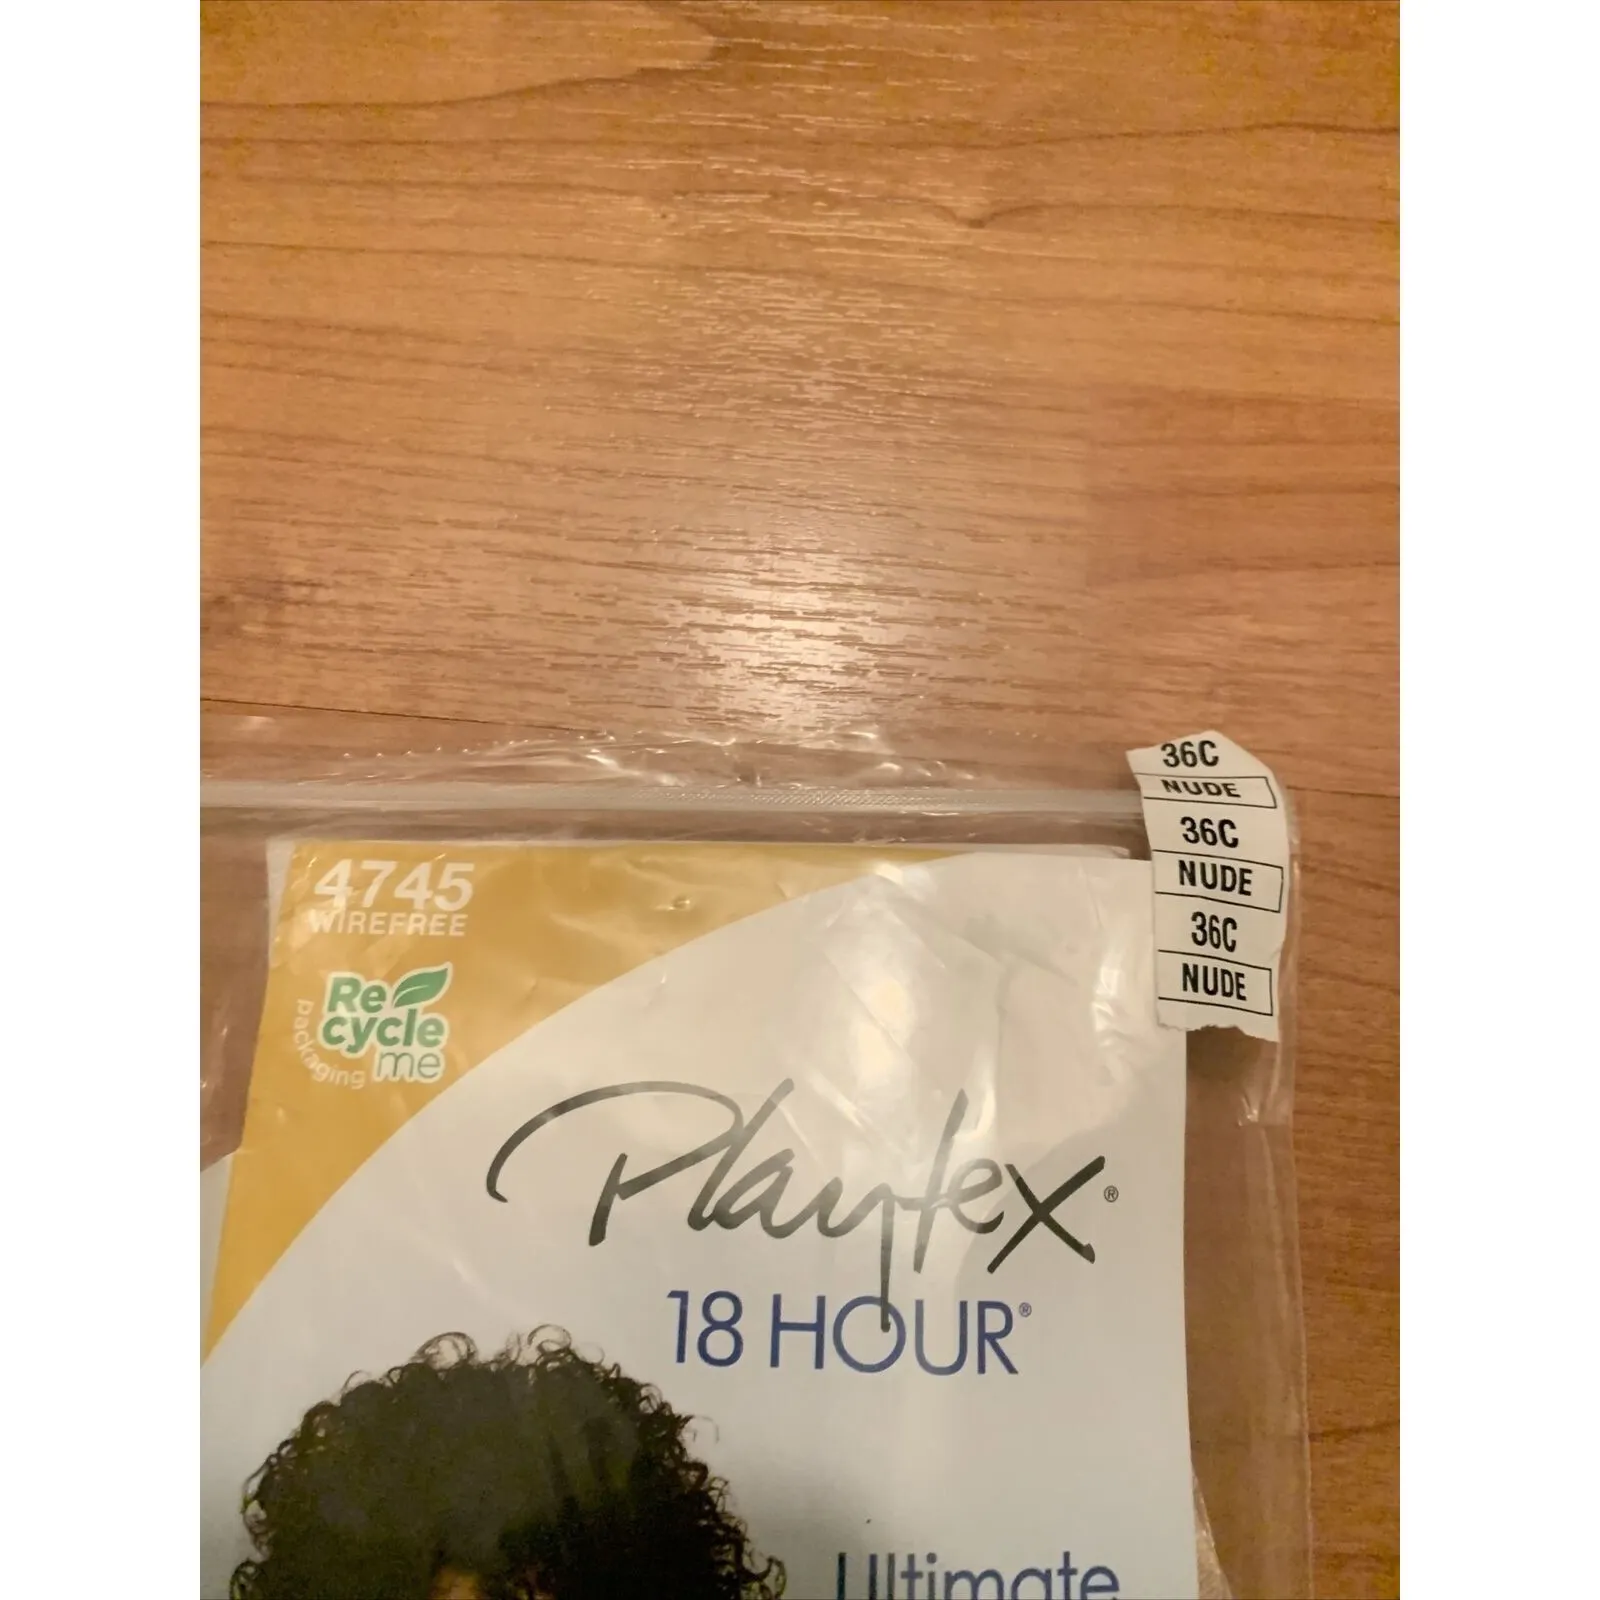 36C
NUDE
36C
NUDE
36C
NUDE
4745
WIREFREE
Re
cycle
me
packaging
Playtex®
18 HOUR®
Ultimate